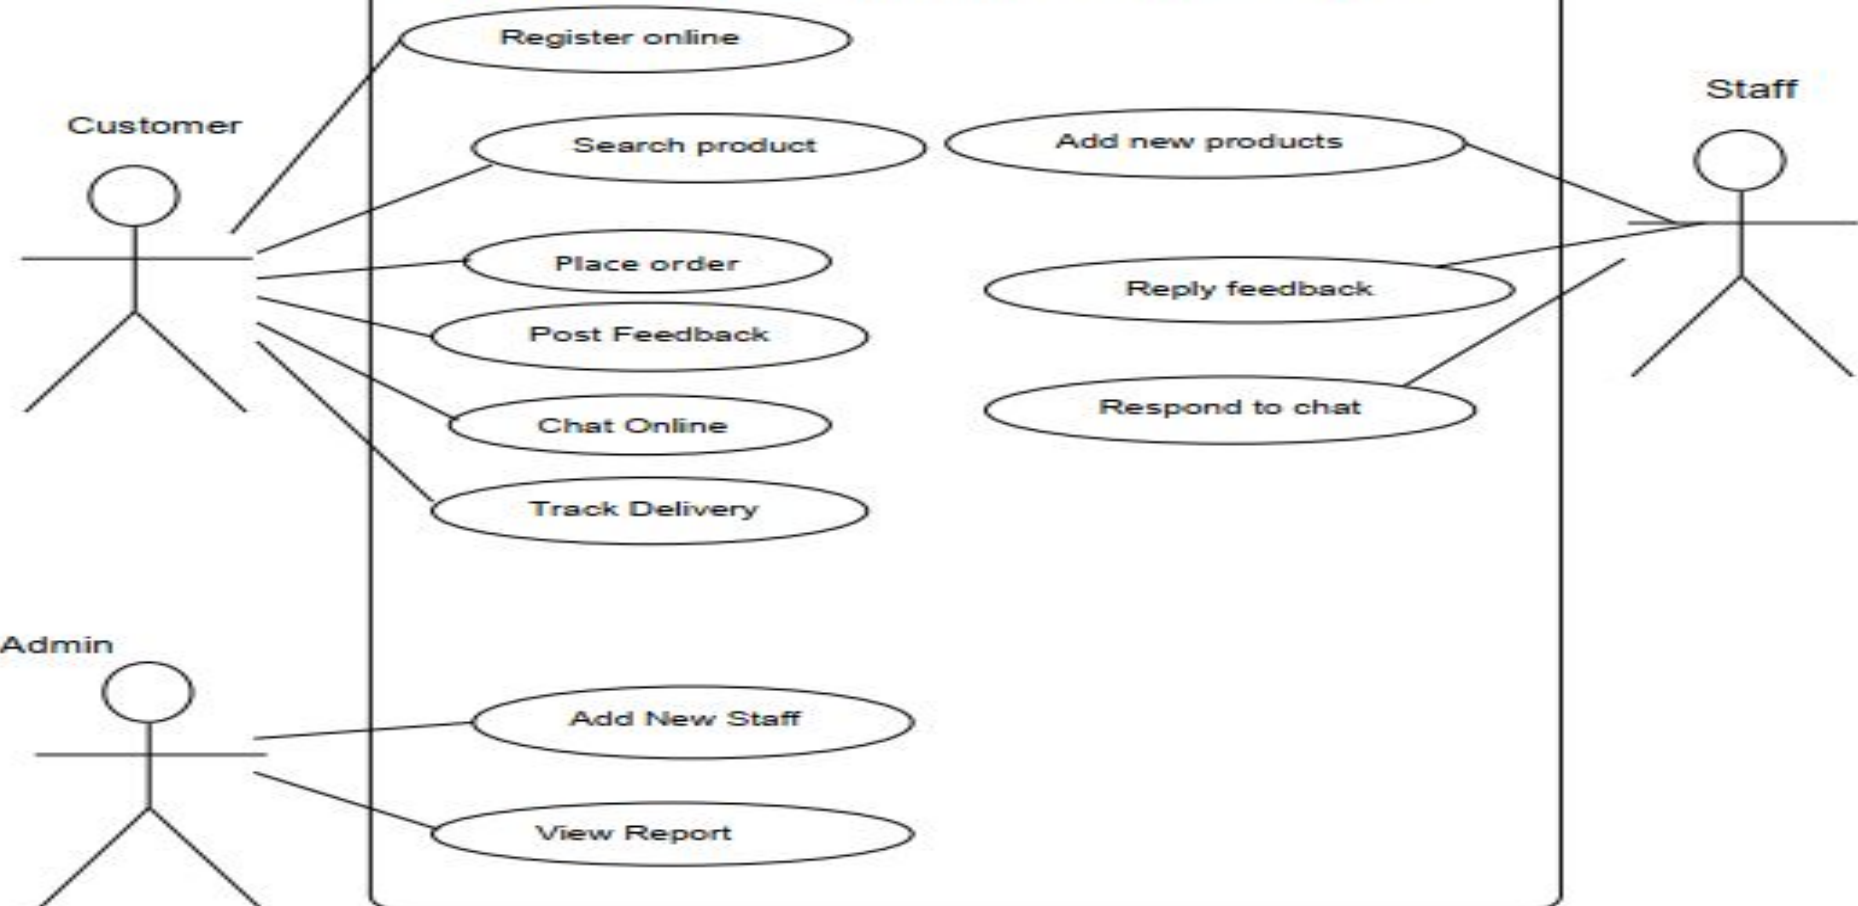 Register online
Staff
Customer
Search product
Add new products
Place order
Reply feedback
Post Feedback
Respond to chat
Chat Online
Track Delivery
Admin
Add New Staff
View Report